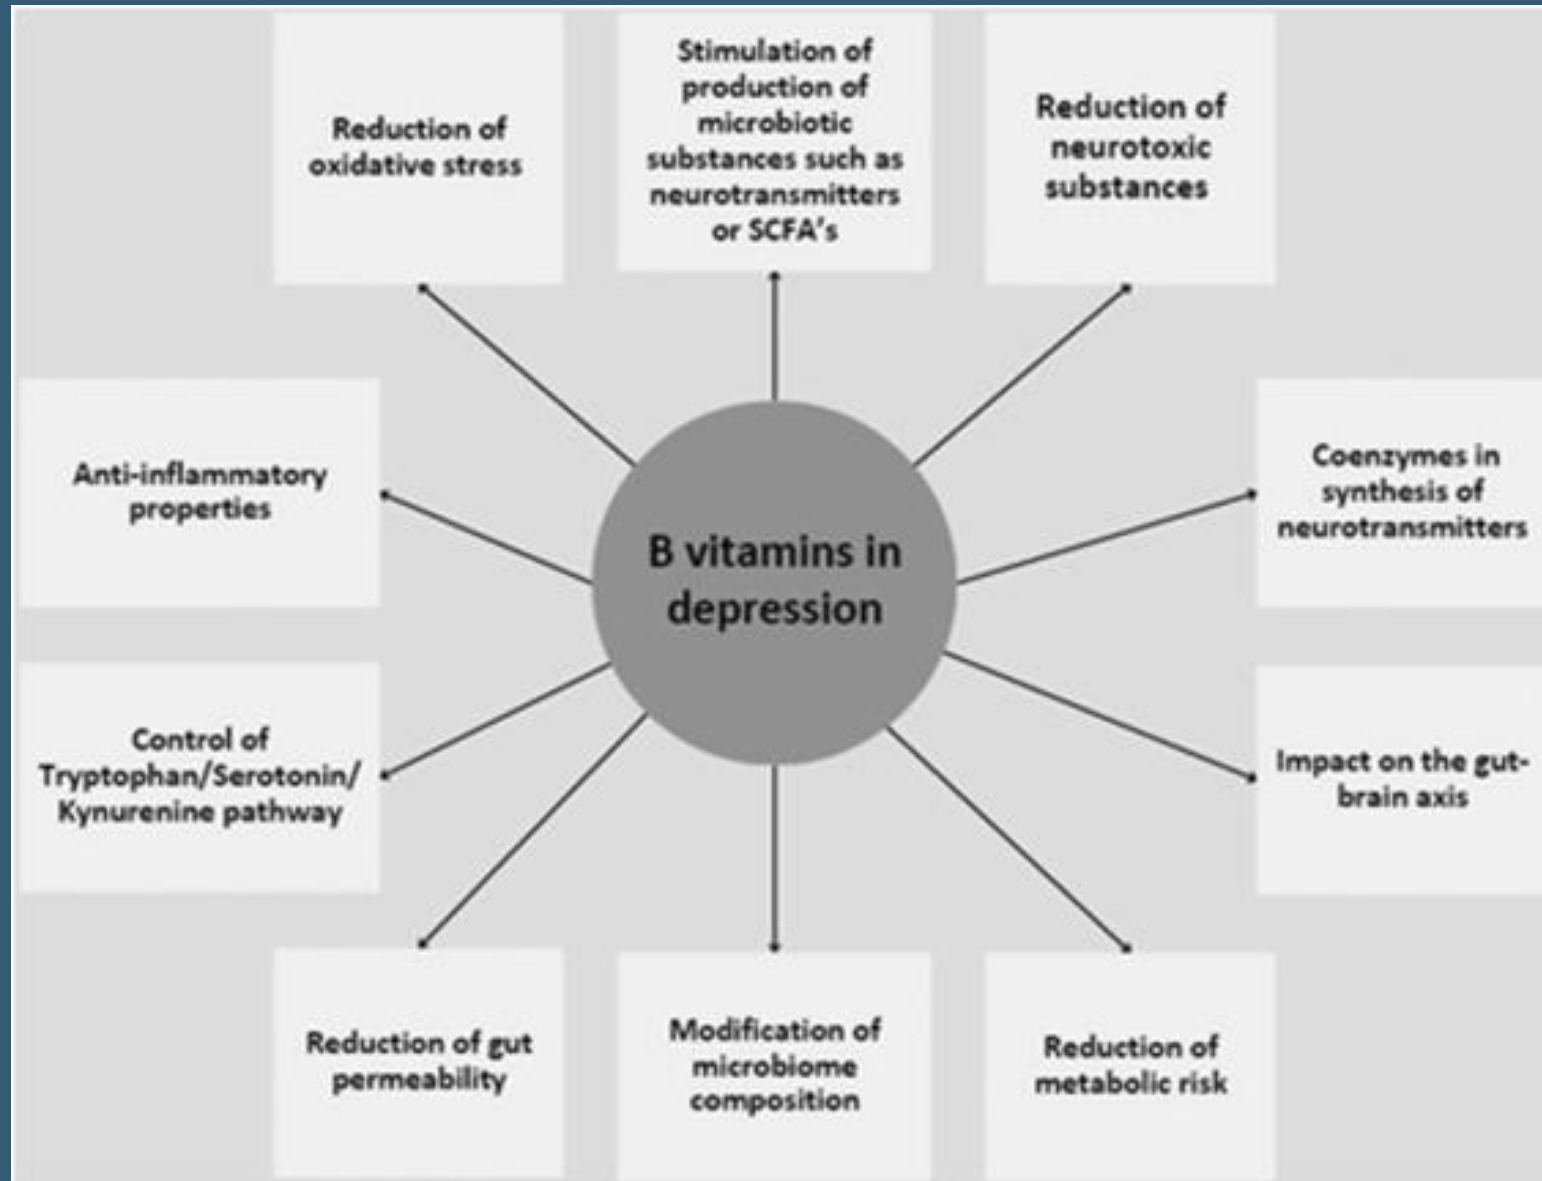 Reduction of
oxidative stress
Stimulation of
production of
microbiotic
substances such as
neurotransmitters
or SCFA's
Reduction of
neurotoxic
substances
Anti-inflammatory
properties
B vitamins in
depression
Coenzymes in
synthesis of
neurotransmitters
Control of
Tryptophan/Serotonin/
Kynurenine pathway
Impact on the gut-
brain axis
Reduction of gut
permeability
Modification of
microbiome
composition
Reduction of
metabolic risk